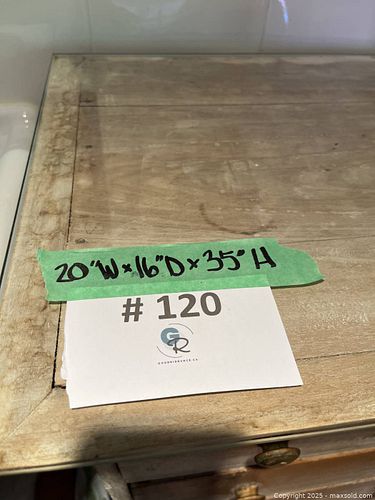 20"W x 16"D x 35"H
# 120
GR
Copyright 2025 - maxsold.com